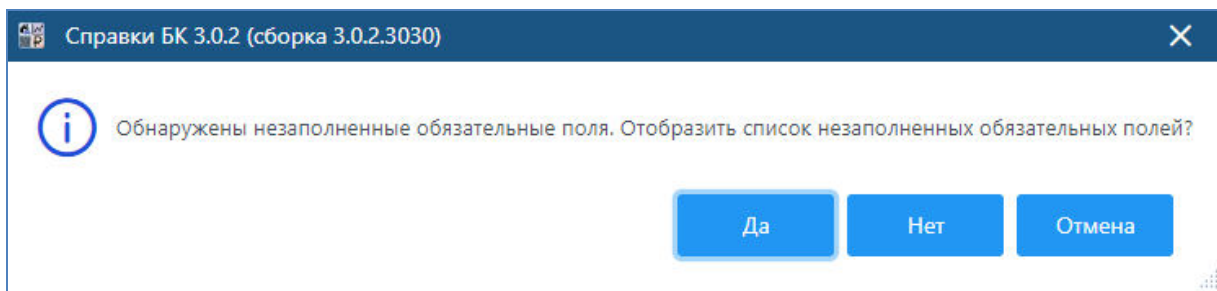 Справки БК 3.0.2 (сборка 3.0.2.3030)
Обнаружены незаполненные обязательные поля. Отобразить список незаполненных обязательных полей?
Да Нет Отмена